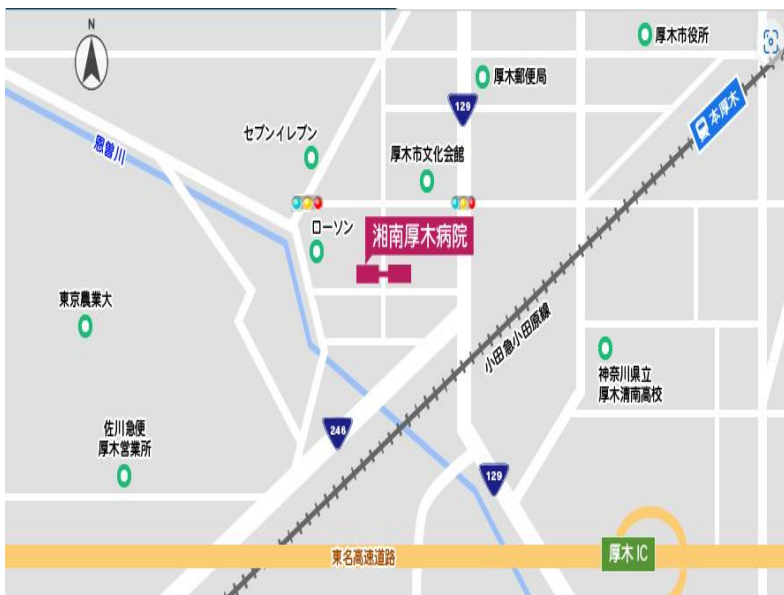 N
厚木市役所
厚木郵便局
129
本厚木
セブンイレブン
恩曽川
厚木市文化会館
ローソン
湘南厚木病院
東京農業大
小田急小田原線
神奈川県立
厚木清南高校
佐川急便
厚木営業所
246
129
東名高速道路
厚木 IC